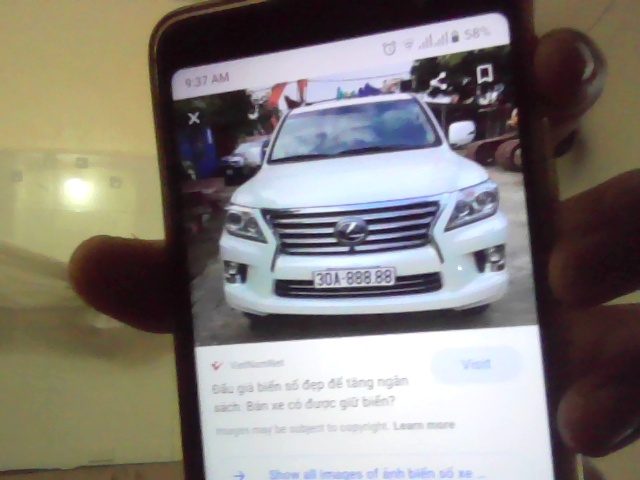 9:37 AM
58%
30A-888.88
VietNamNet
Visit
Đấu giá biển số đẹp để tăng ngân
sách: Bán xe có được giữ biển?
Images may be subject to copyright. Learn more
Show all images of ảnh biển số xe ...